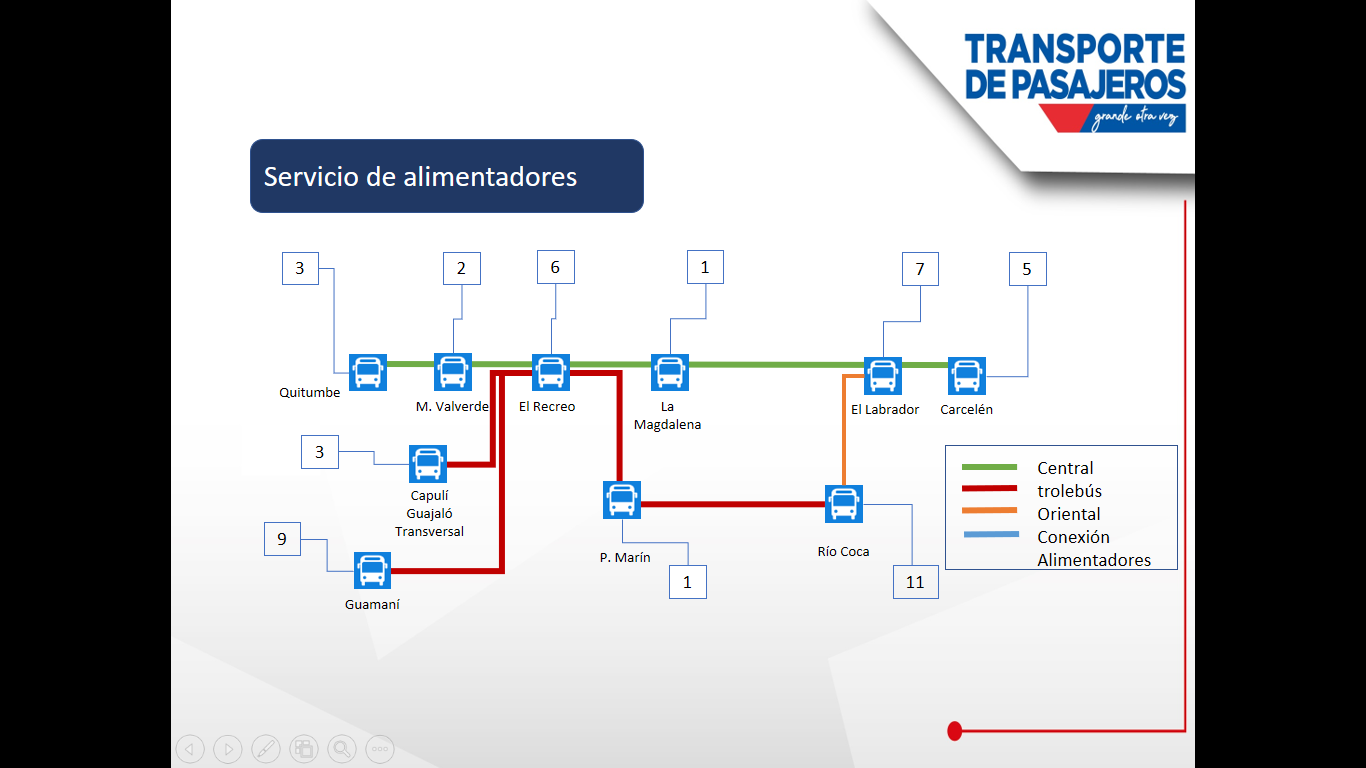 TRANSPORTE
DE PASAJEROS
grande otra vez
Servicio de alimentadores
3
2
6
1
7
5
Quitumbe
M. Valverde
El Recreo
La
Magdalena
El Labrador
Carcelén
3
Capulí
Guajaló
Transversal
9
Guamaní
P. Marín
1
Río Coca
11
Central
trolebús
Oriental
Conexión
Alimentadores